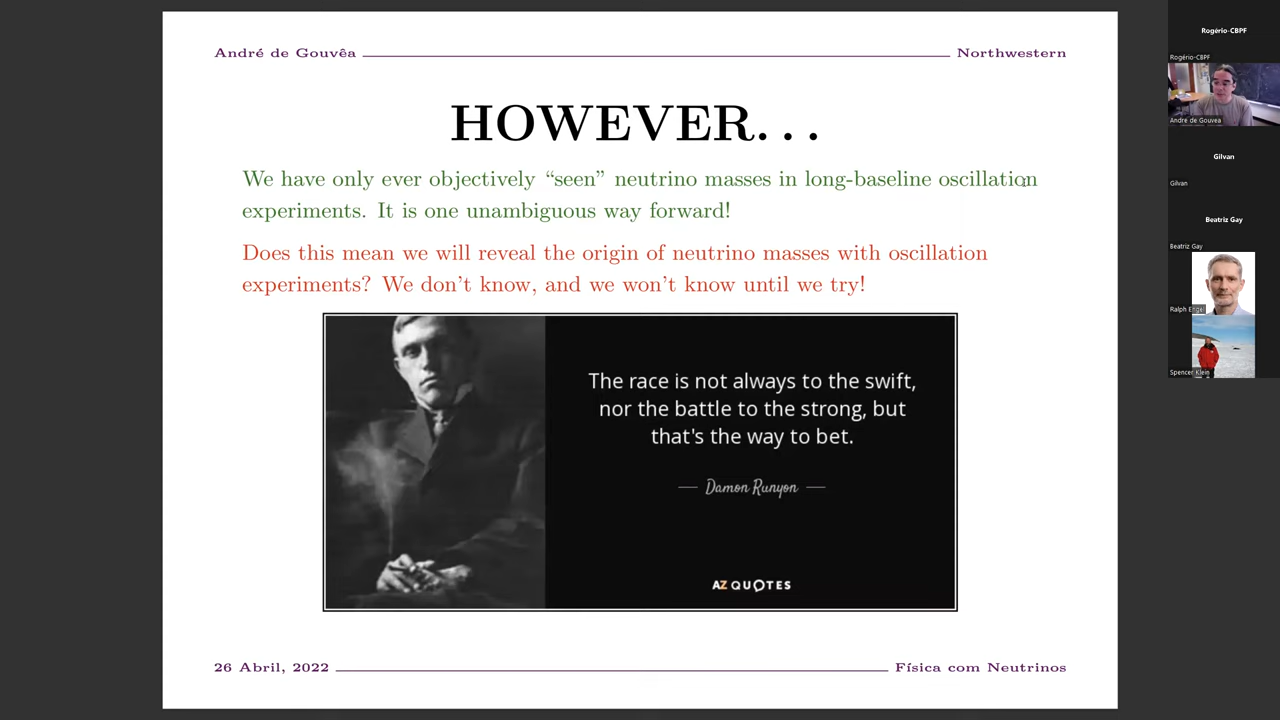 André de Gouvêa
Northwestern
HOWEVER. . .
We have only ever objectively “seen” neutrino masses in long-baseline oscillation
experiments. It is one unambiguous way forward!
Does this mean we will reveal the origin of neutrino masses with oscillation
experiments? We don’t know, and we won’t know until we try!
The race is not always to the swift,
nor the battle to the strong, but
that's the way to bet.
Damon Runyon
AZ QUOTES
26 Abril, 2022
Física com Neutrinos
Rogério-CBPF
Rogério-CBPF
André de Gouvea
Gilvan
Gilvan
Beatriz Gay
Beatriz Gay
Ralph Engel
Spencer Klein